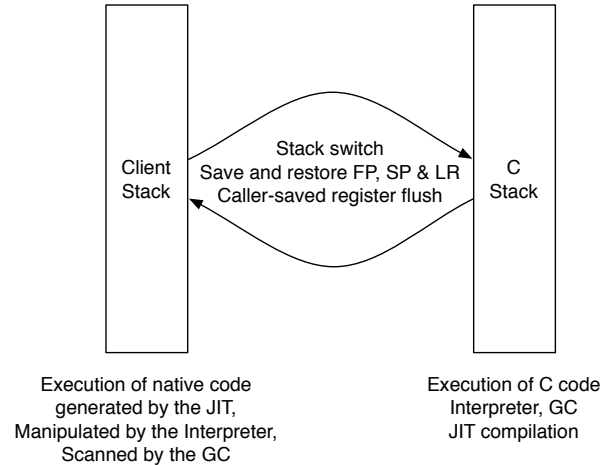 Client
Stack
Stack switch
Save and restore FP, SP & LR
Caller-saved register flush
C
Stack
Execution of native code
generated by the JIT,
Manipulated by the Interpreter,
Scanned by the GC
Execution of C code
Interpreter, GC
JIT compilation